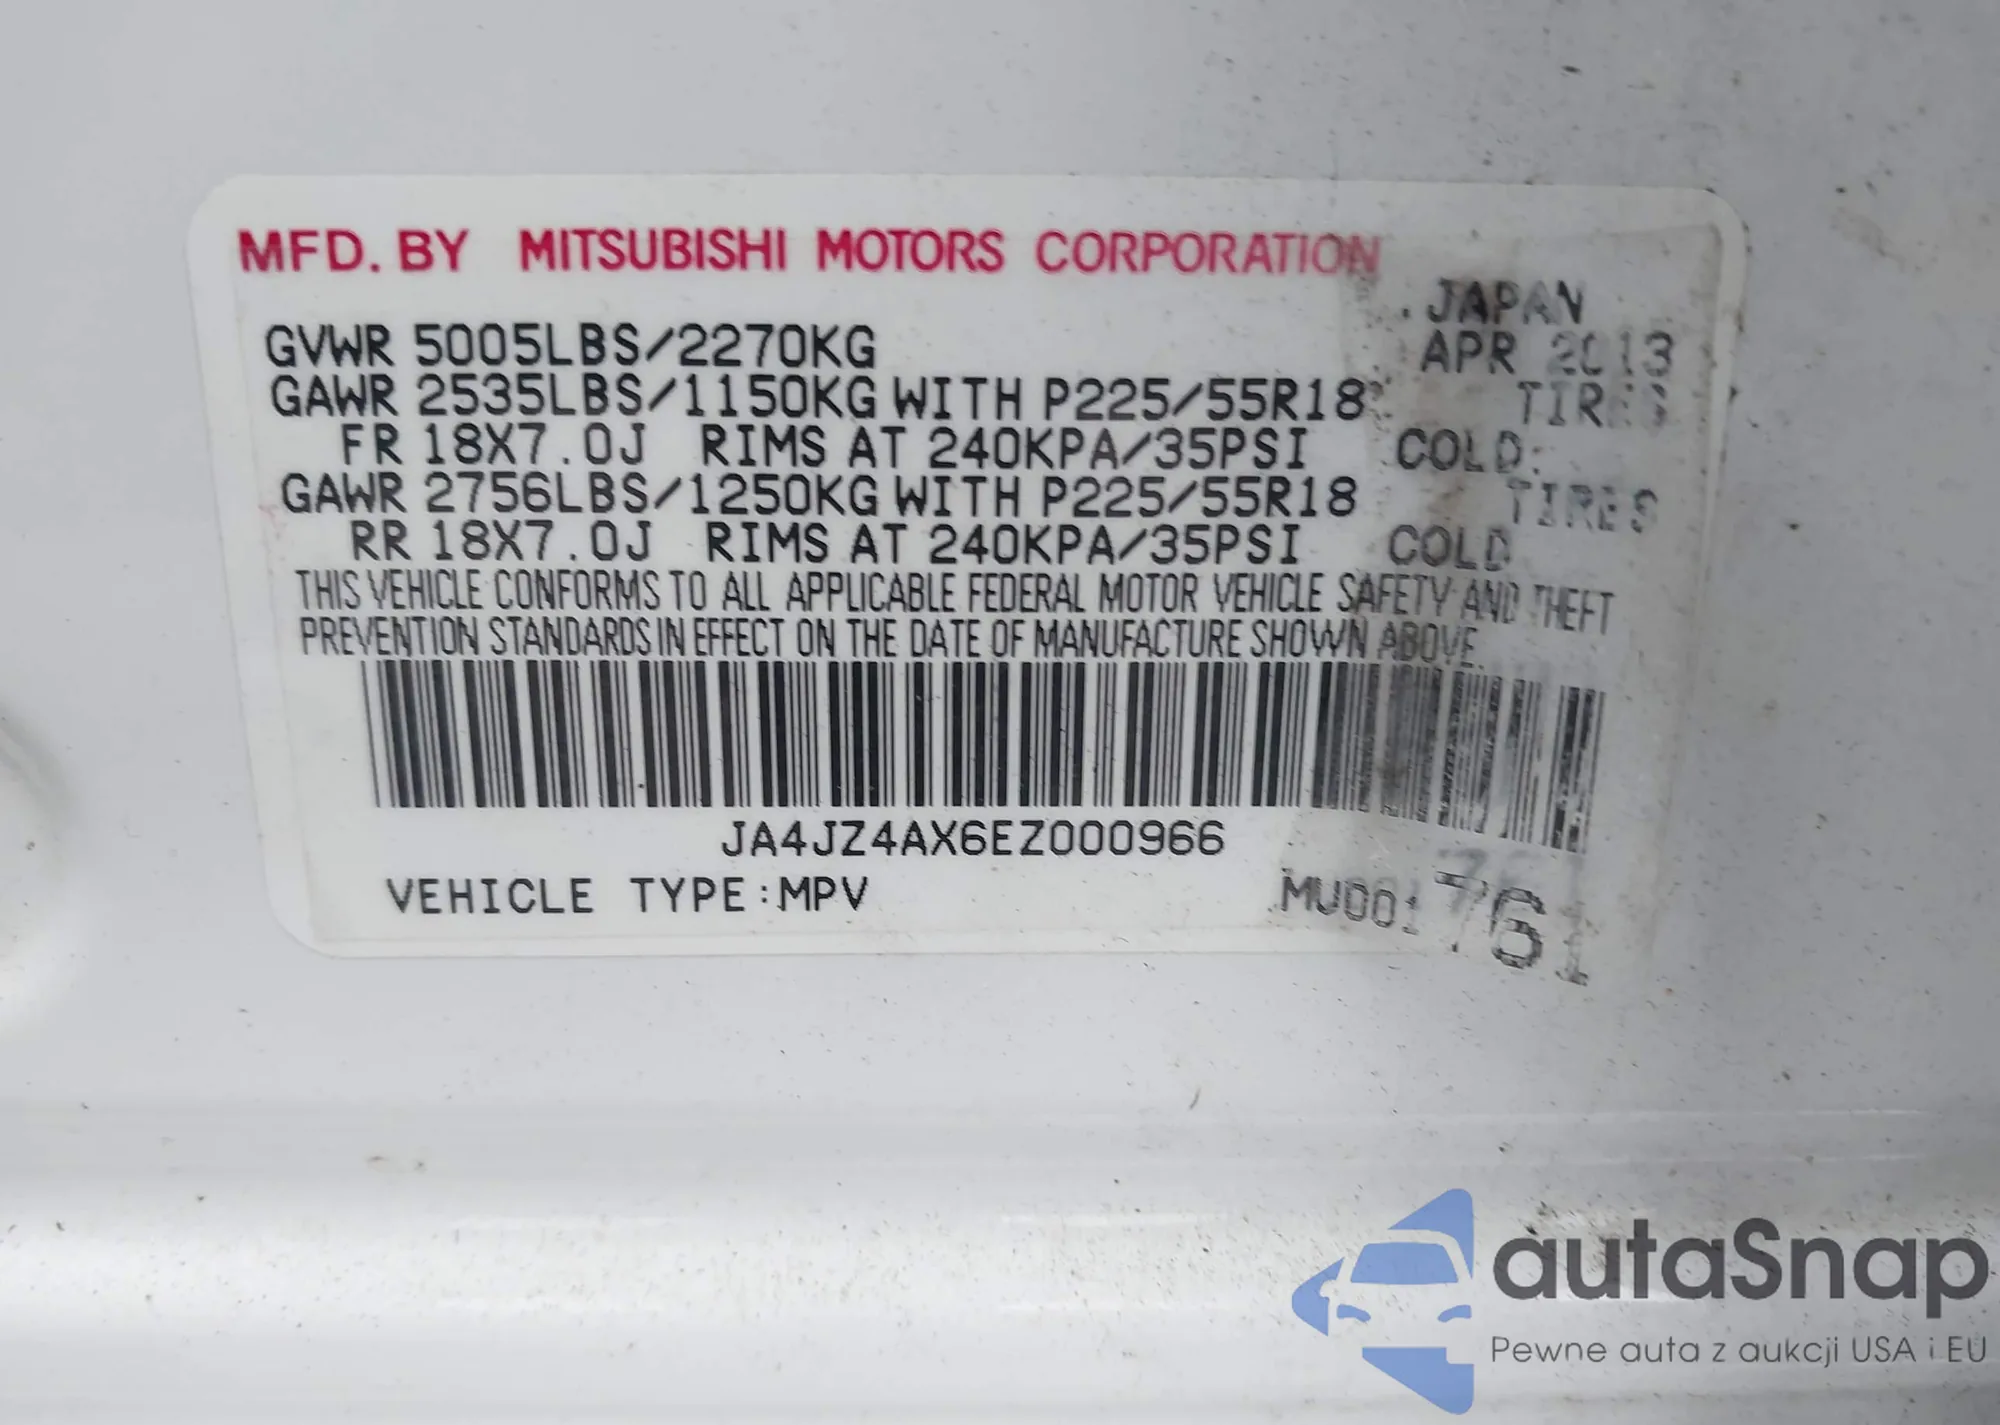 MFD. BY MITSUBISHI MOTORS CORPORATION
JAPAN
GVWR 5005LBS/2270KG APR 2013
GAWR 2535LBS/1150KG WITH P225/55R18 TIRES
FR 18X7.0J RIMS AT 240KPA/35PSI COLD.
GAWR 2756LBS/1250KG WITH P225/55R18 TIRES
RR 18X7.0J RIMS AT 240KPA/35PSI COLD
THIS VEHICLE CONFORMS TO ALL APPLICABLE FEDERAL MOTOR VEHICLE SAFETY AND THEFT
PREVENTION STANDARDS IN EFFECT ON THE DATE OF MANUFACTURE SHOWN ABOVE.
JA4JZ4AX6EZ000966
VEHICLE TYPE:MPV MU001761
autaSnap
Pewne auta z aukcji USA i EU